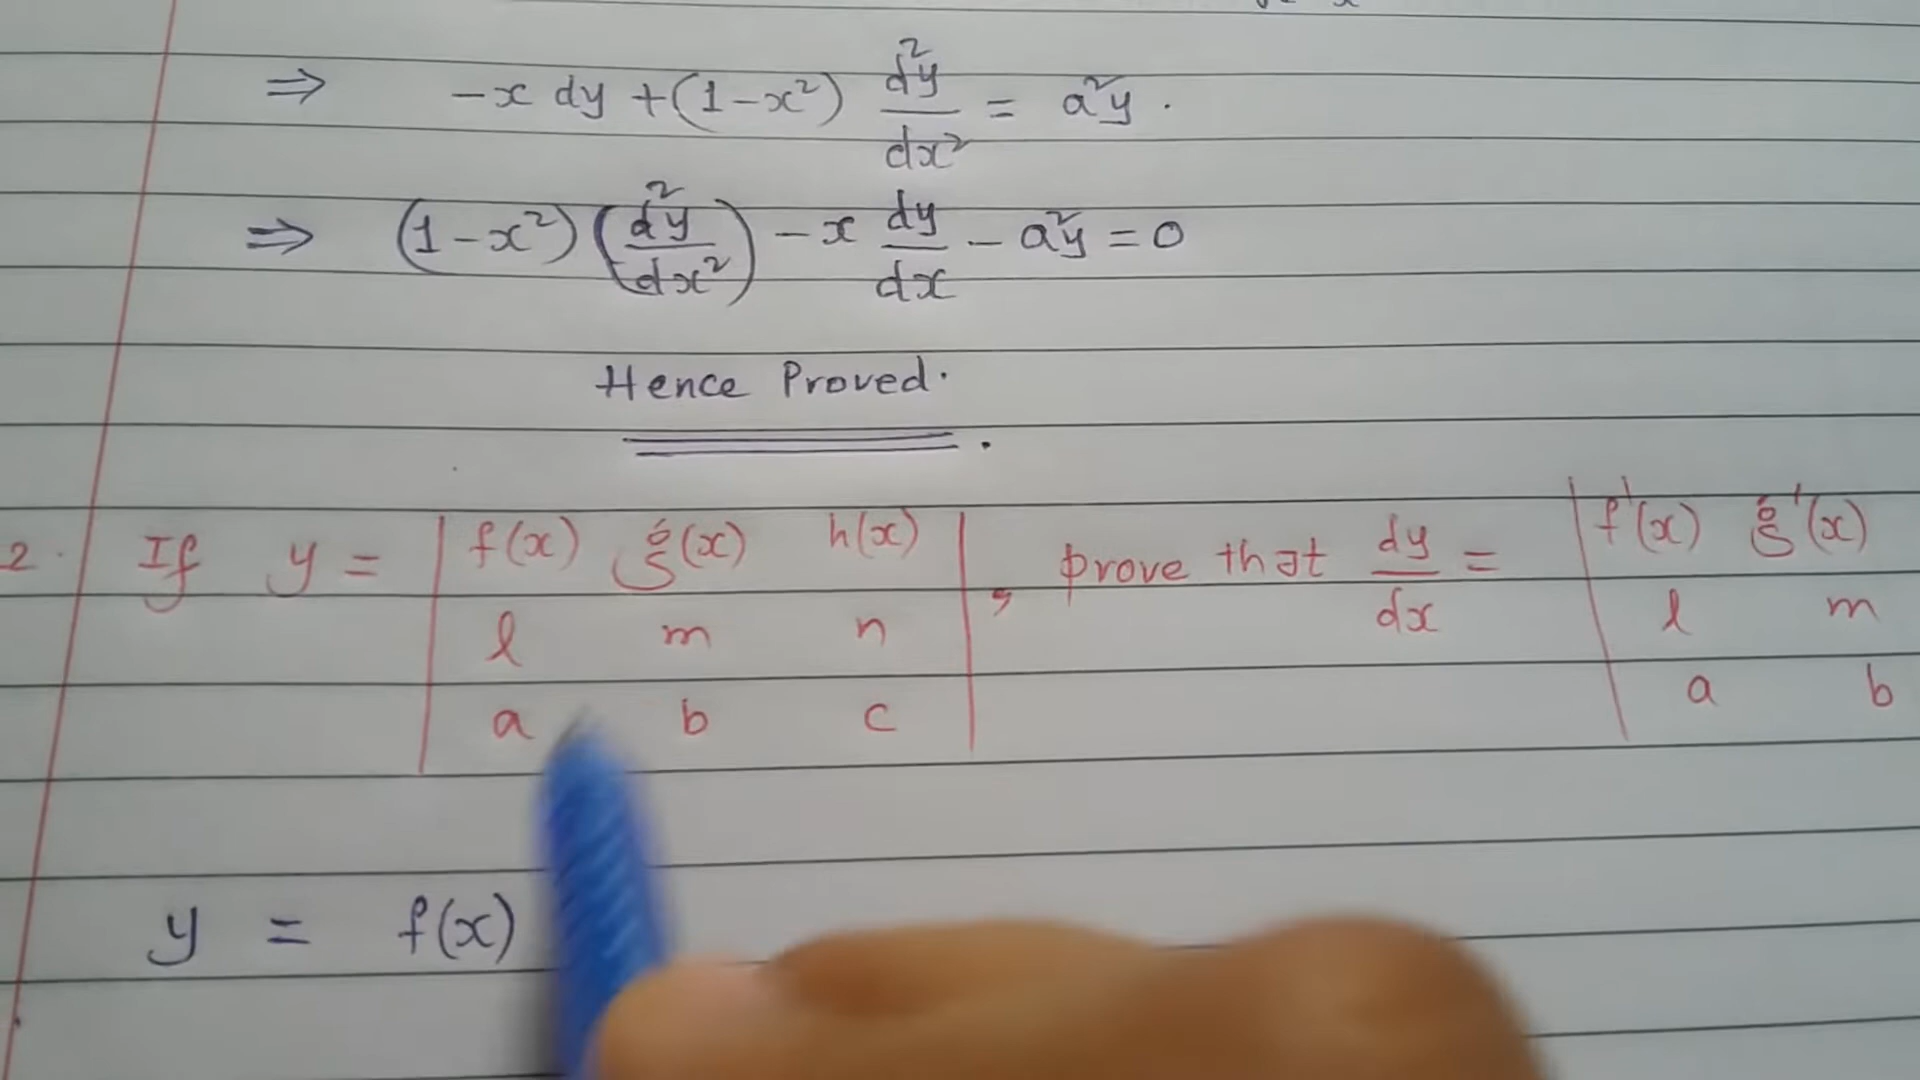 ⇒ -x dy + (1-x²) d²y/dx² = a²y .
⇒ (1-x²) (d²y/dx²) - x dy/dx - a²y = 0
Hence Proved.
2. If y = | f(x) g(x) h(x) | , prove that dy/dx = | f'(x) g'(x)
l m n l m
a b c a b
y = f(x)